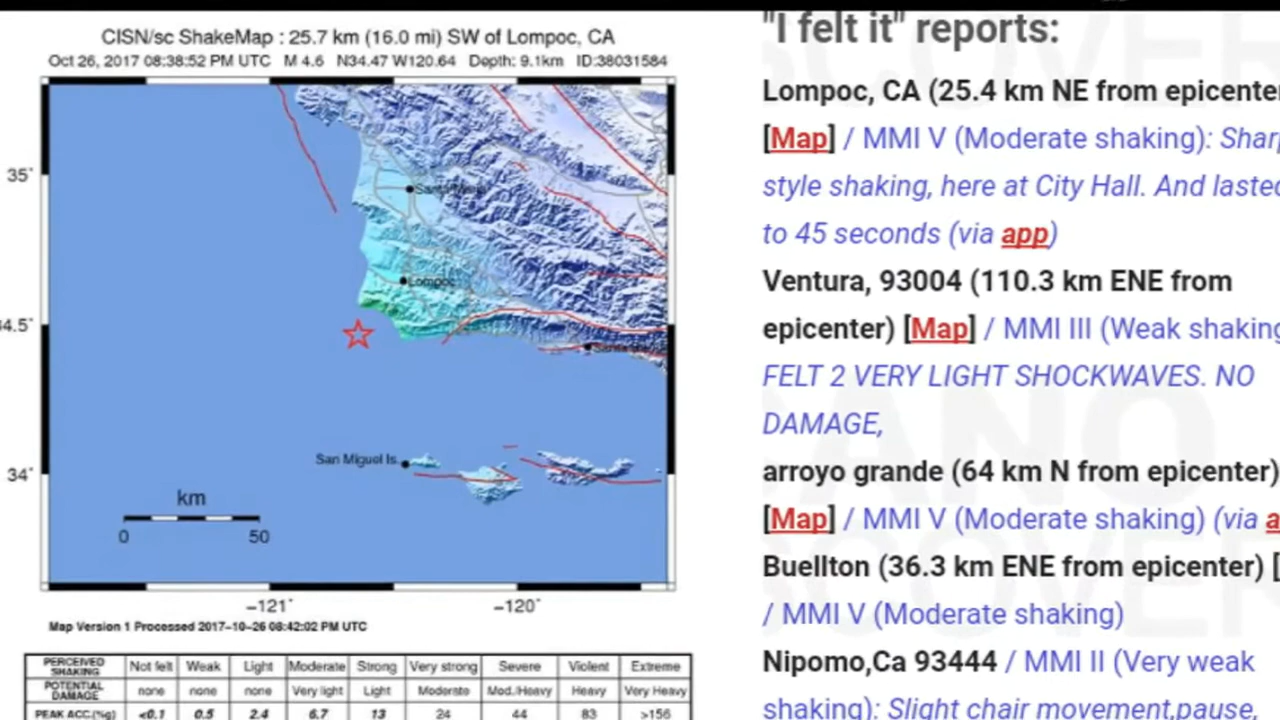 CISN/sc ShakeMap : 25.7 km (16.0 mi) SW of Lompoc, CA
Oct 26, 2017 08:38:52 PM UTC M 4.6 N34.47 W120.64 Depth: 9.1km ID:38031584
35°
Lompoc
34°
San Miguel Is.
km
0 50
-121° -120°
Map Version 1 Processed 2017-10-26 08:42:02 PM UTC
PERCEIVED SHAKING Not felt Weak Light Moderate Strong Very strong Severe Violent Extreme
POTENTIAL DAMAGE none none none Very light Light Moderate Mod./Heavy Heavy Very Heavy
PEAK ACC.(%g) <0.1 0.5 2.4 6.7 13 24 44 83 >156
"I felt it" reports:
Lompoc, CA (25.4 km NE from
[Map] / MMI V (Moderate shaking):
style shaking, here at City Hall. And lasted
to 45 seconds (via app)
Ventura, 93004 (110.3 km ENE from
epicenter) [Map] / MMI III (Weak
FELT 2 VERY LIGHT SHOCKWAVES. NO
DAMAGE,
arroyo grande (64 km N from epicenter)
[Map] / MMI V (Moderate shaking) (via
Buellton (36.3 km ENE from epicenter) [
/ MMI V (Moderate shaking)
Nipomo,Ca 93444 / MMI II (Very weak
shaking): Slight chair movement,pause,